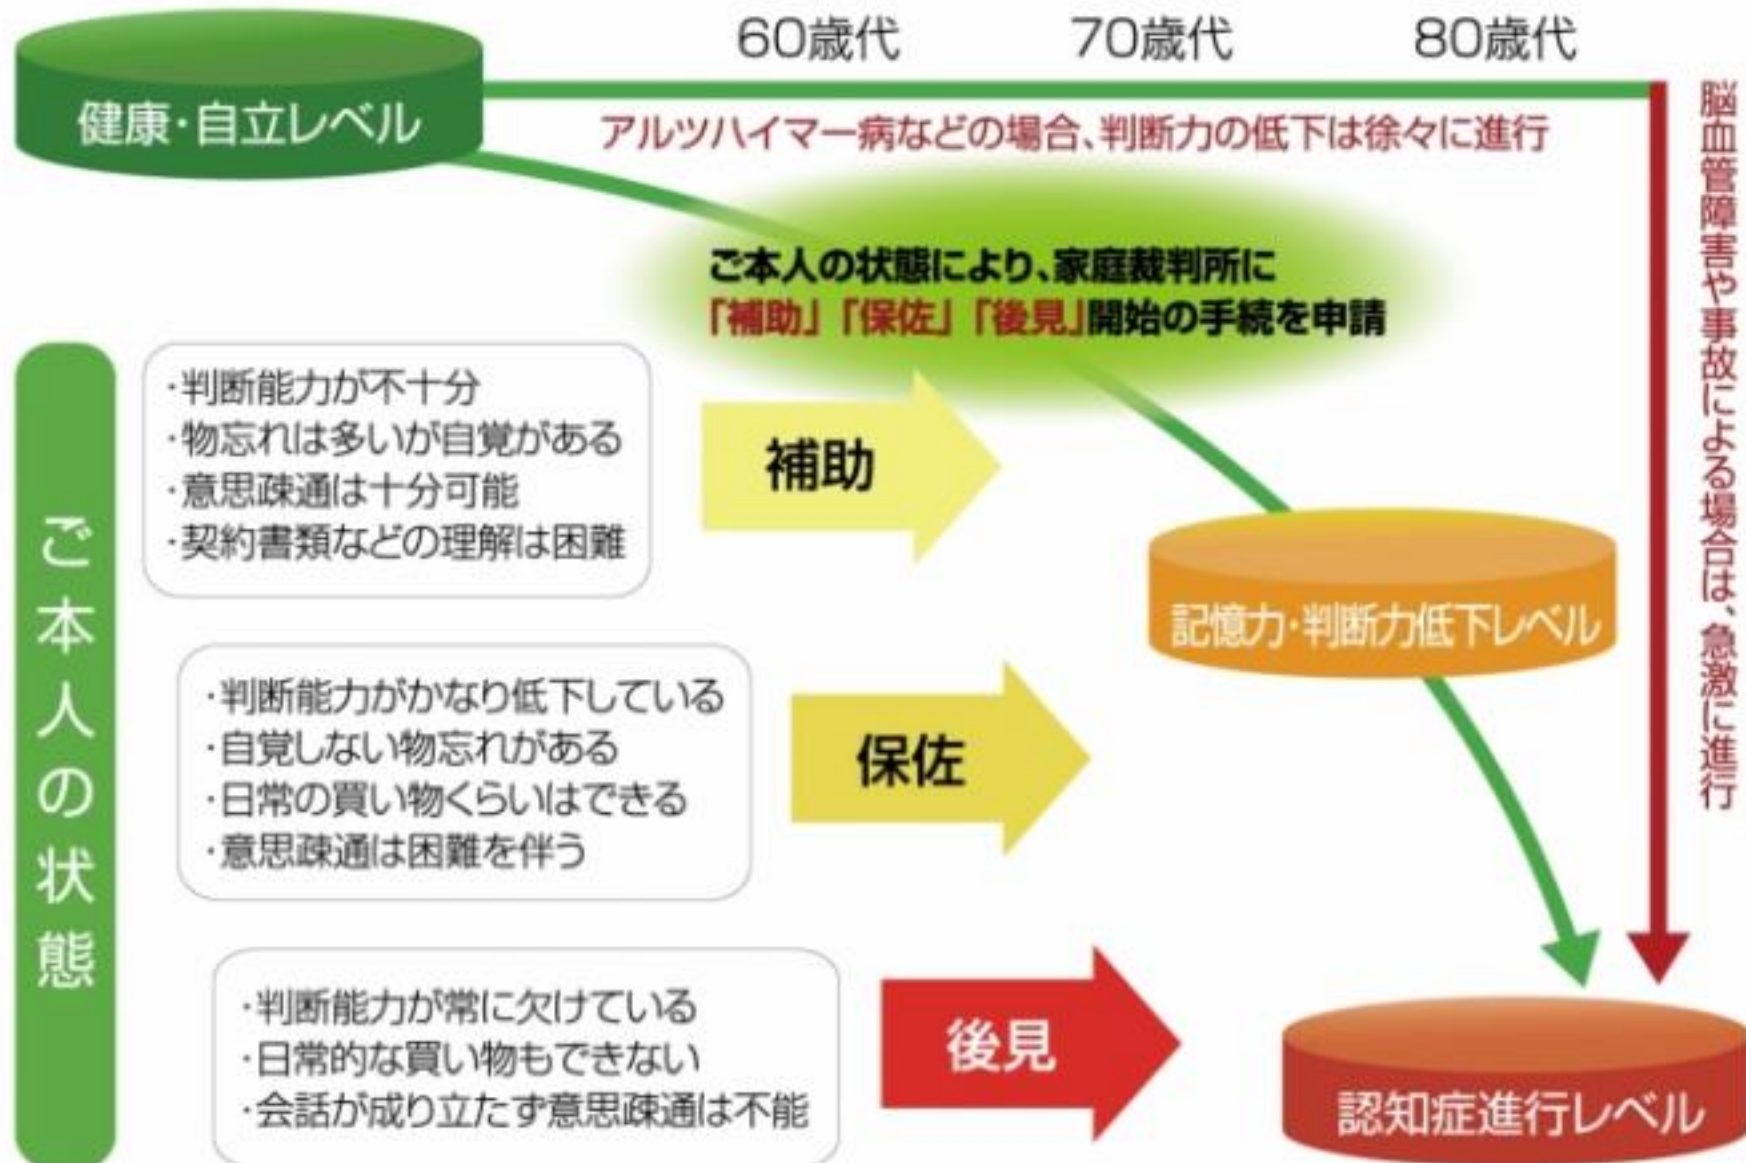 60歳代
70歳代
80歳代
健康・自立レベル
アルツハイマー病などの場合、判断力の低下は徐々に進行
脳血管障害や事故による場合は、急激に進行
ご本人の状態により、家庭裁判所に
「補助」「保佐」「後見」開始の手続を申請
ご本人の状態
・判断能力が不十分
・物忘れは多いが自覚がある
・意思疎通は十分可能
・契約書類などの理解は困難
補助
記憶力・判断力低下レベル
・判断能力がかなり低下している
・自覚しない物忘れがある
・日常の買い物くらいはできる
・意思疎通は困難を伴う
保佐
・判断能力が常に欠けている
・日常的な買い物もできない
・会話が成り立たず意思疎通は不能
後見
認知症進行レベル